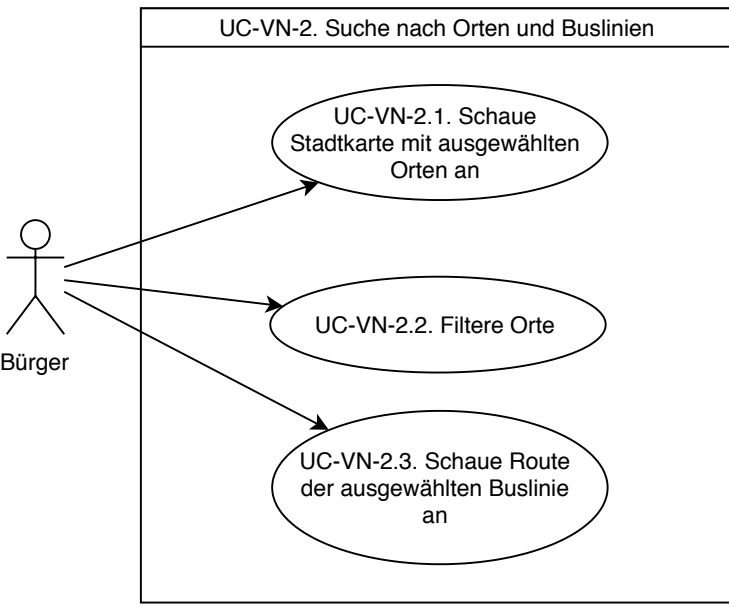 UC-VN-2. Suche nach Orten und Buslinien
UC-VN-2.1. Schaue
Stadtkarte mit ausgewählten
Orten an
UC-VN-2.2. Filtere Orte
Bürger
UC-VN-2.3. Schaue Route
der ausgewählten Buslinie
an